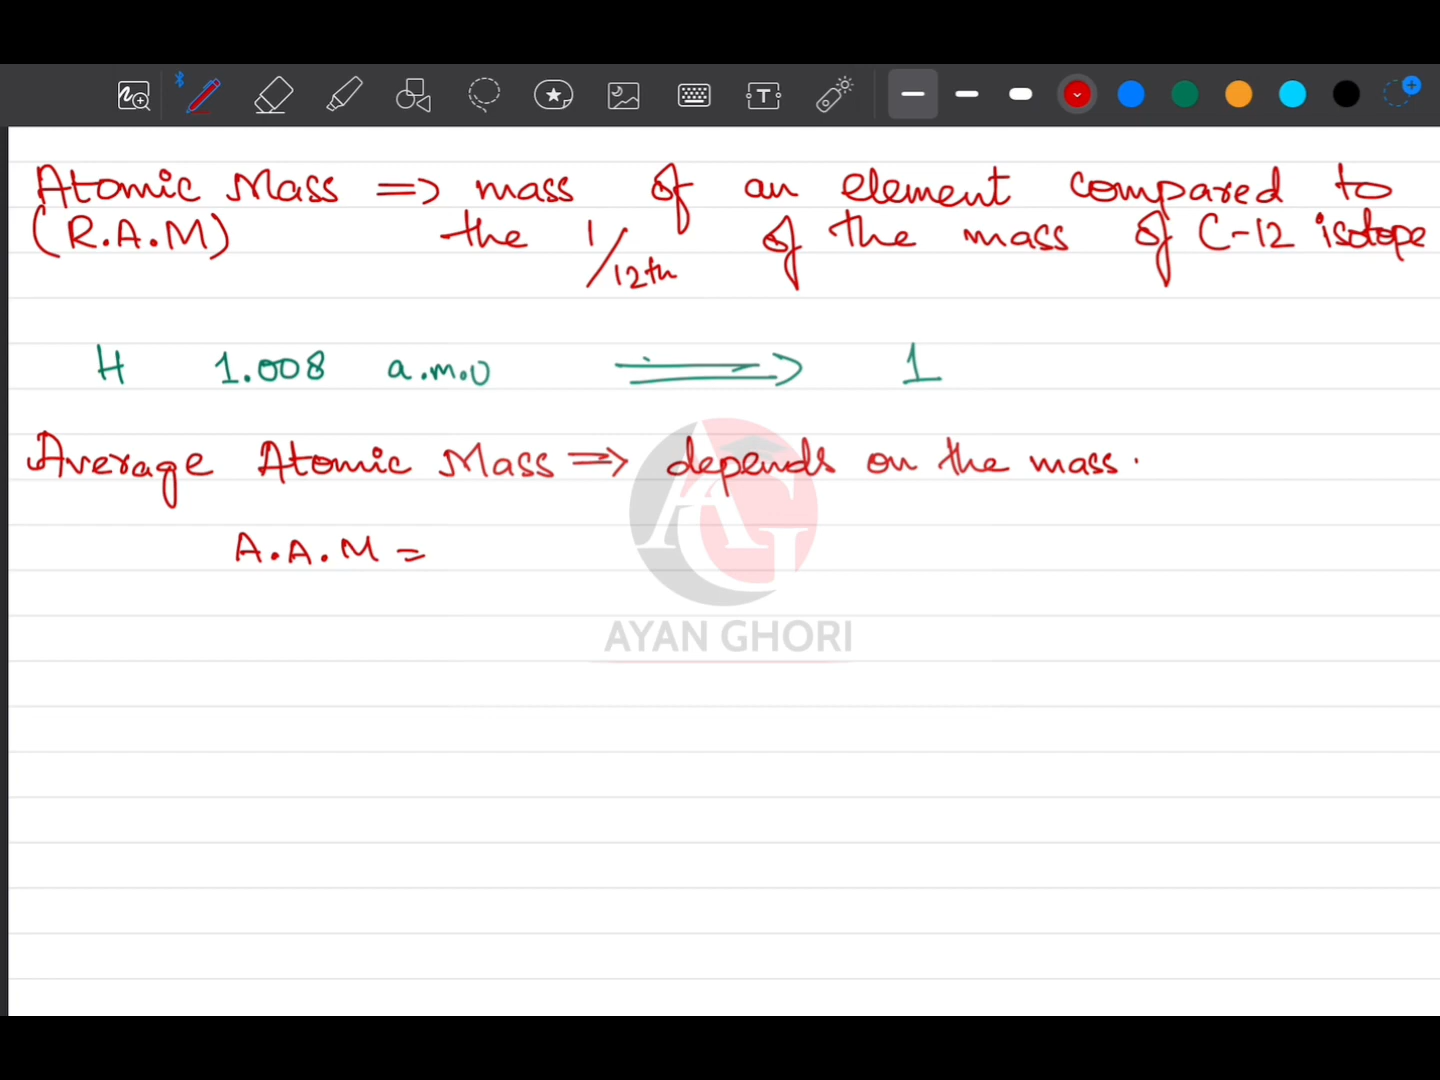 Atomic Mass => mass of an element compared to
(R.A.M) the 1/12th of the mass of C-12 isotope
H 1.008 a.m.u => 1
Average Atomic Mass => depends on the mass.
A.A.M =
AG
AYAN GHORI